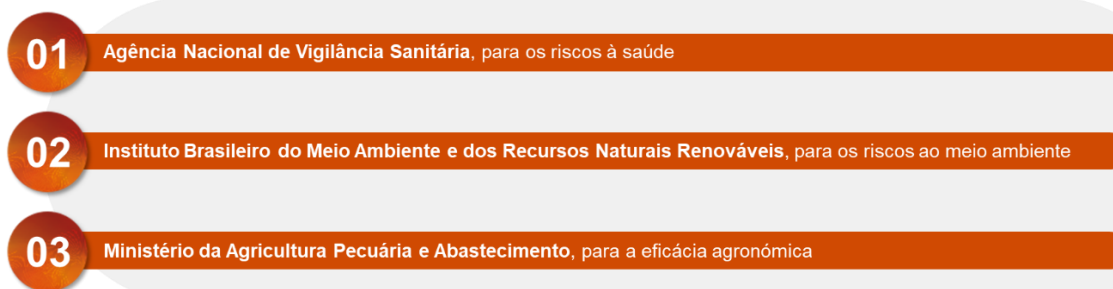 01
Agência Nacional de Vigilância Sanitária, para os riscos à saúde
02
Instituto Brasileiro do Meio Ambiente e dos Recursos Naturais Renováveis, para os riscos ao meio ambiente
03
Ministério da Agricultura Pecuária e Abastecimento, para a eficácia agronómica